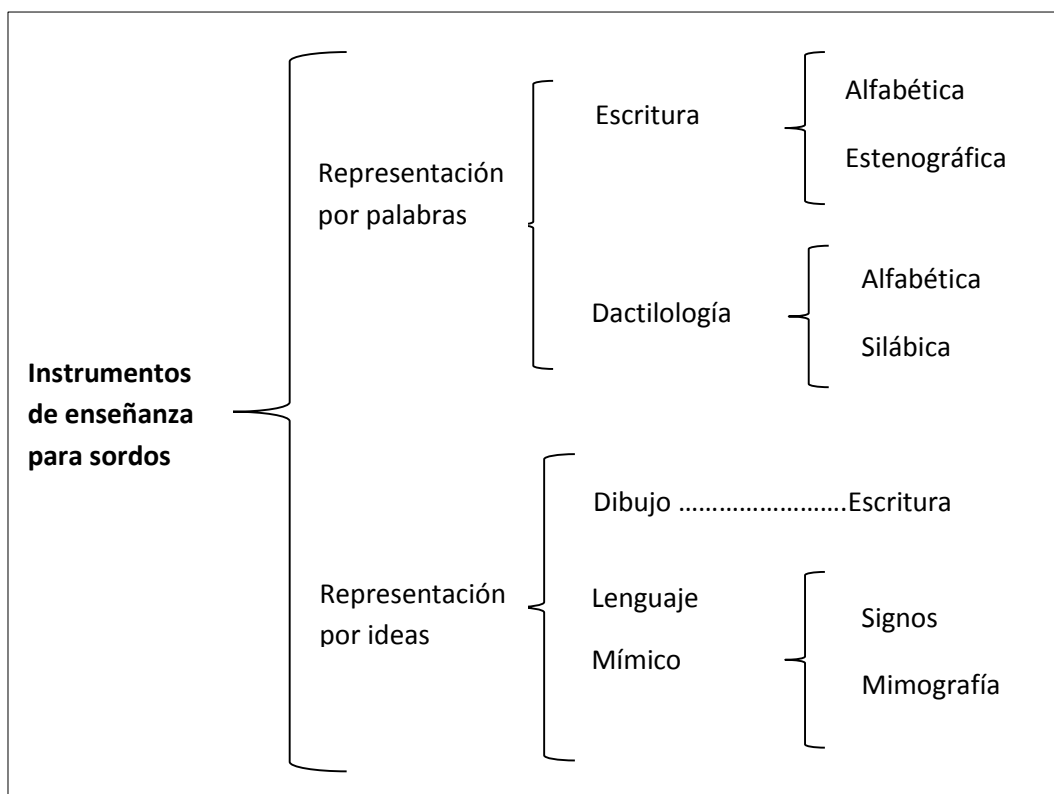 Instrumentos
de enseñanza
para sordos
Representación
por palabras
Escritura
Alfabética
Estenográfica
Dactilología
Alfabética
Silábica
Representación
por ideas
Dibujo …………………….Escritura
Lenguaje
Mímico
Signos
Mimografía